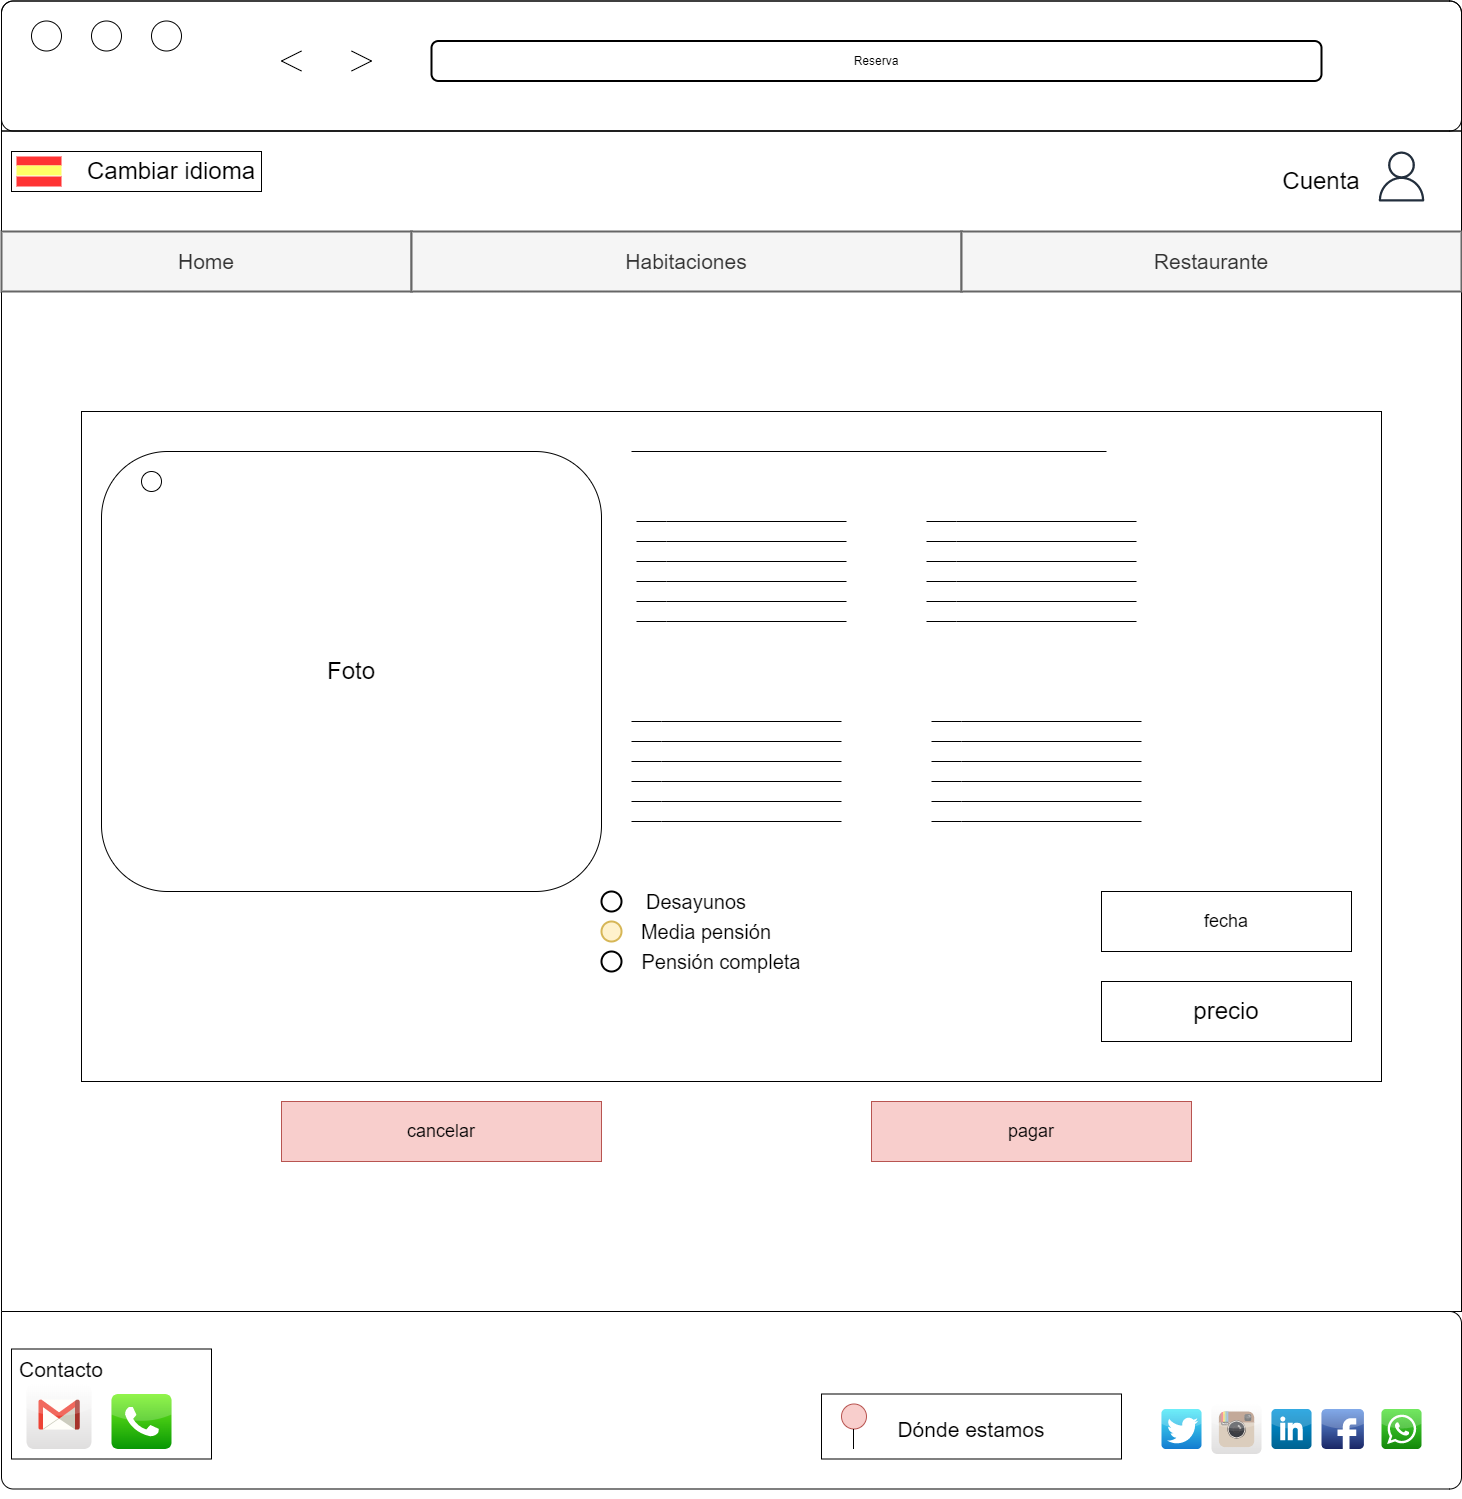 Reserva
Cambiar idioma
Cuenta
Home
Habitaciones
Restaurante
Foto
Desayunos
Media pensión
Pensión completa
fecha
precio
cancelar
pagar
Contacto
Dónde estamos